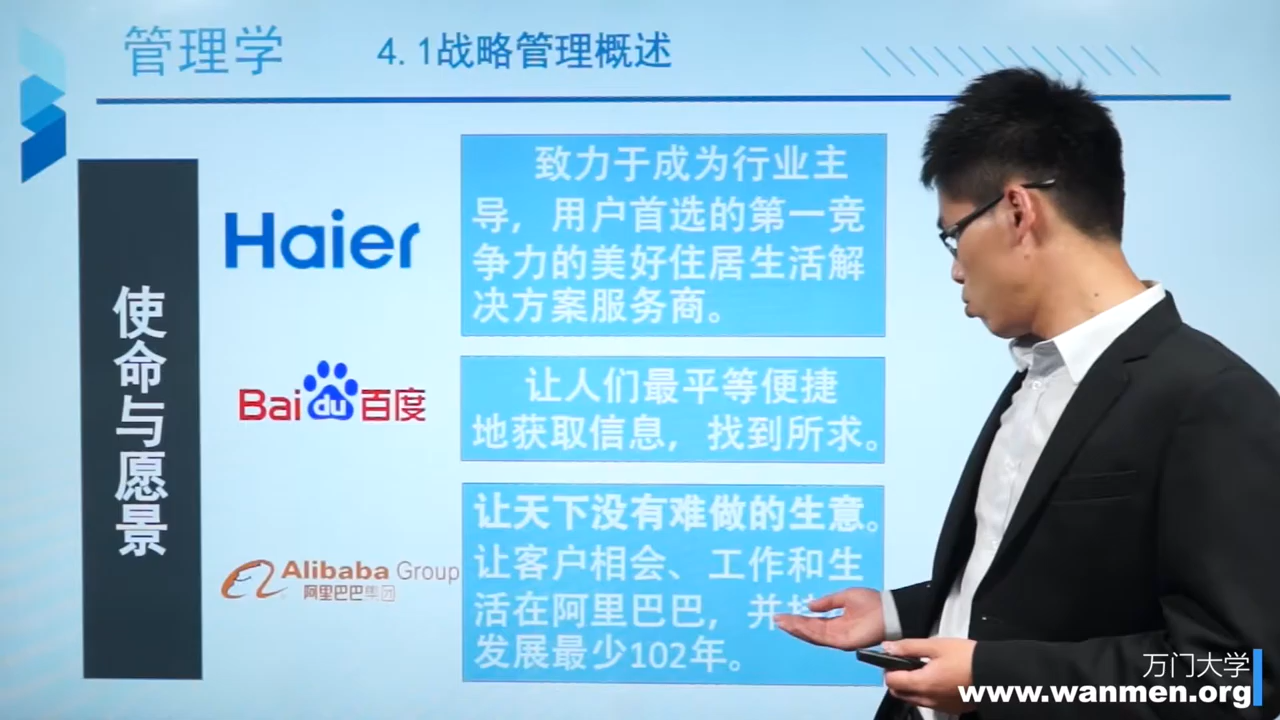 管理学
4.1战略管理概述
使命与愿景
Haier
致力于成为行业主
导，用户首选的第一竞
争力的美好住居生活解
决方案服务商。
Bai du 百度
让人们最平等便捷
地获取信息，找到所求。
Alibaba Group
阿里巴巴集团
让天下没有难做的生意。
让客户相会、工作和生
活在阿里巴巴，并
发展最少102年。
万门大学
www.wanmen.org